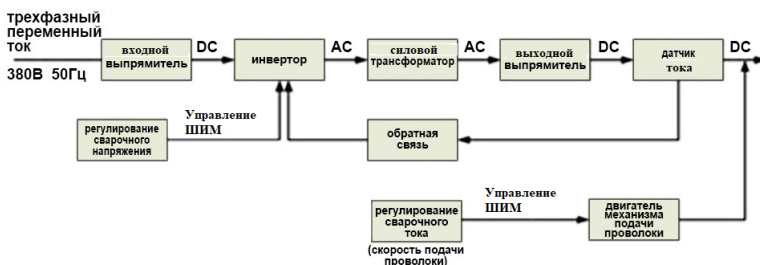 трехфазный
переменный
ток
380В 50Гц
входной
выпрямитель
DC
инвертор
AC
силовой
трансформатор
AC
выходной
выпрямитель
DC
датчик
тока
DC
регулирование
сварочного
напряжения
Управление
ШИМ
обратная
связь
регулирование
сварочного
тока
(скорость подачи
проволоки)
Управление
ШИМ
двигатель
механизма
подачи
проволоки